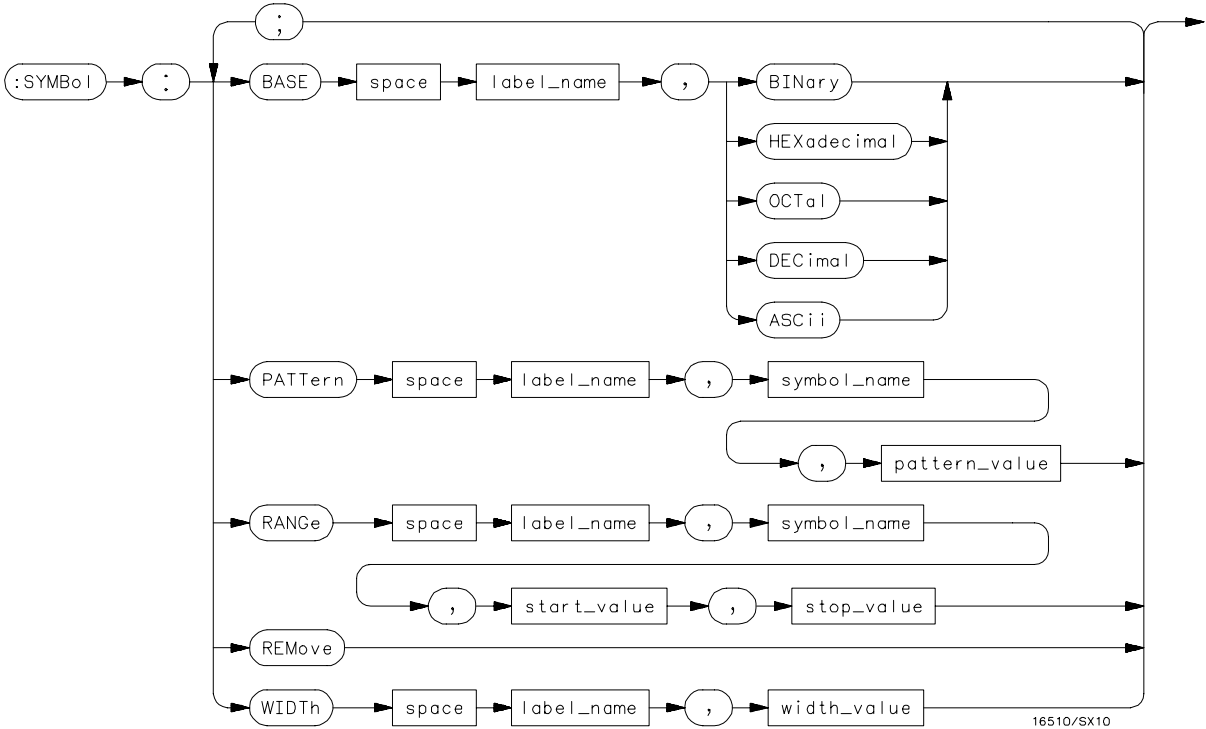 ;
:SYMBol : BASE space label_name , BINary
HEXadecimal
OCTal
DECimal
ASCii
PATTern space label_name , symbol_name
, pattern_value
RANGe space label_name , symbol_name
, start_value , stop_value
REMove
WIDTh space label_name , width_value
16510/SX10